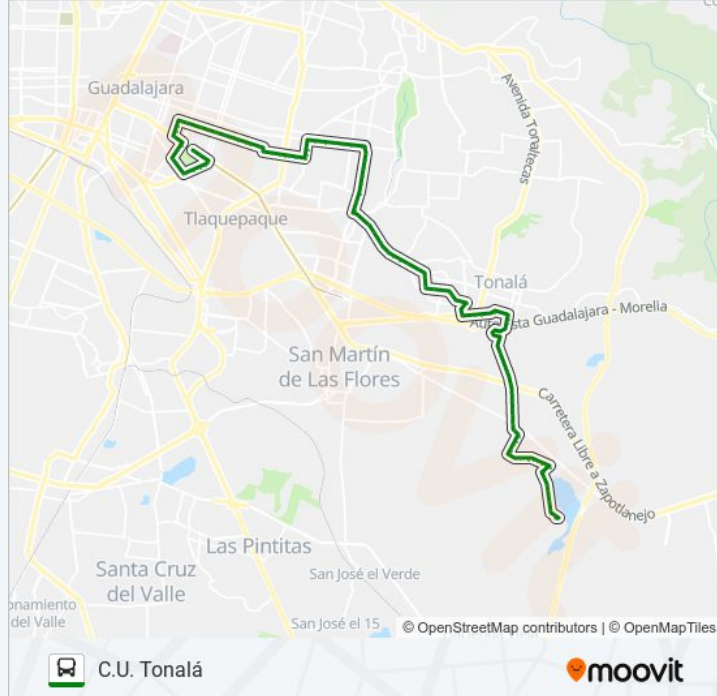 Guadalajara
Avenida Tonaltecas
Tlaquepaque
Tonalá
Autopista Guadalajara - Morelia
San Martín
de Las Flores
Carretera Libre a Zapotlanejo
Las Pintitas
Santa Cruz
del Valle
San José el Verde
onamiento
del Valle
San José el 15
© OpenStreetMap contributors | © OpenMapTiles
C.U. Tonalá
moovit